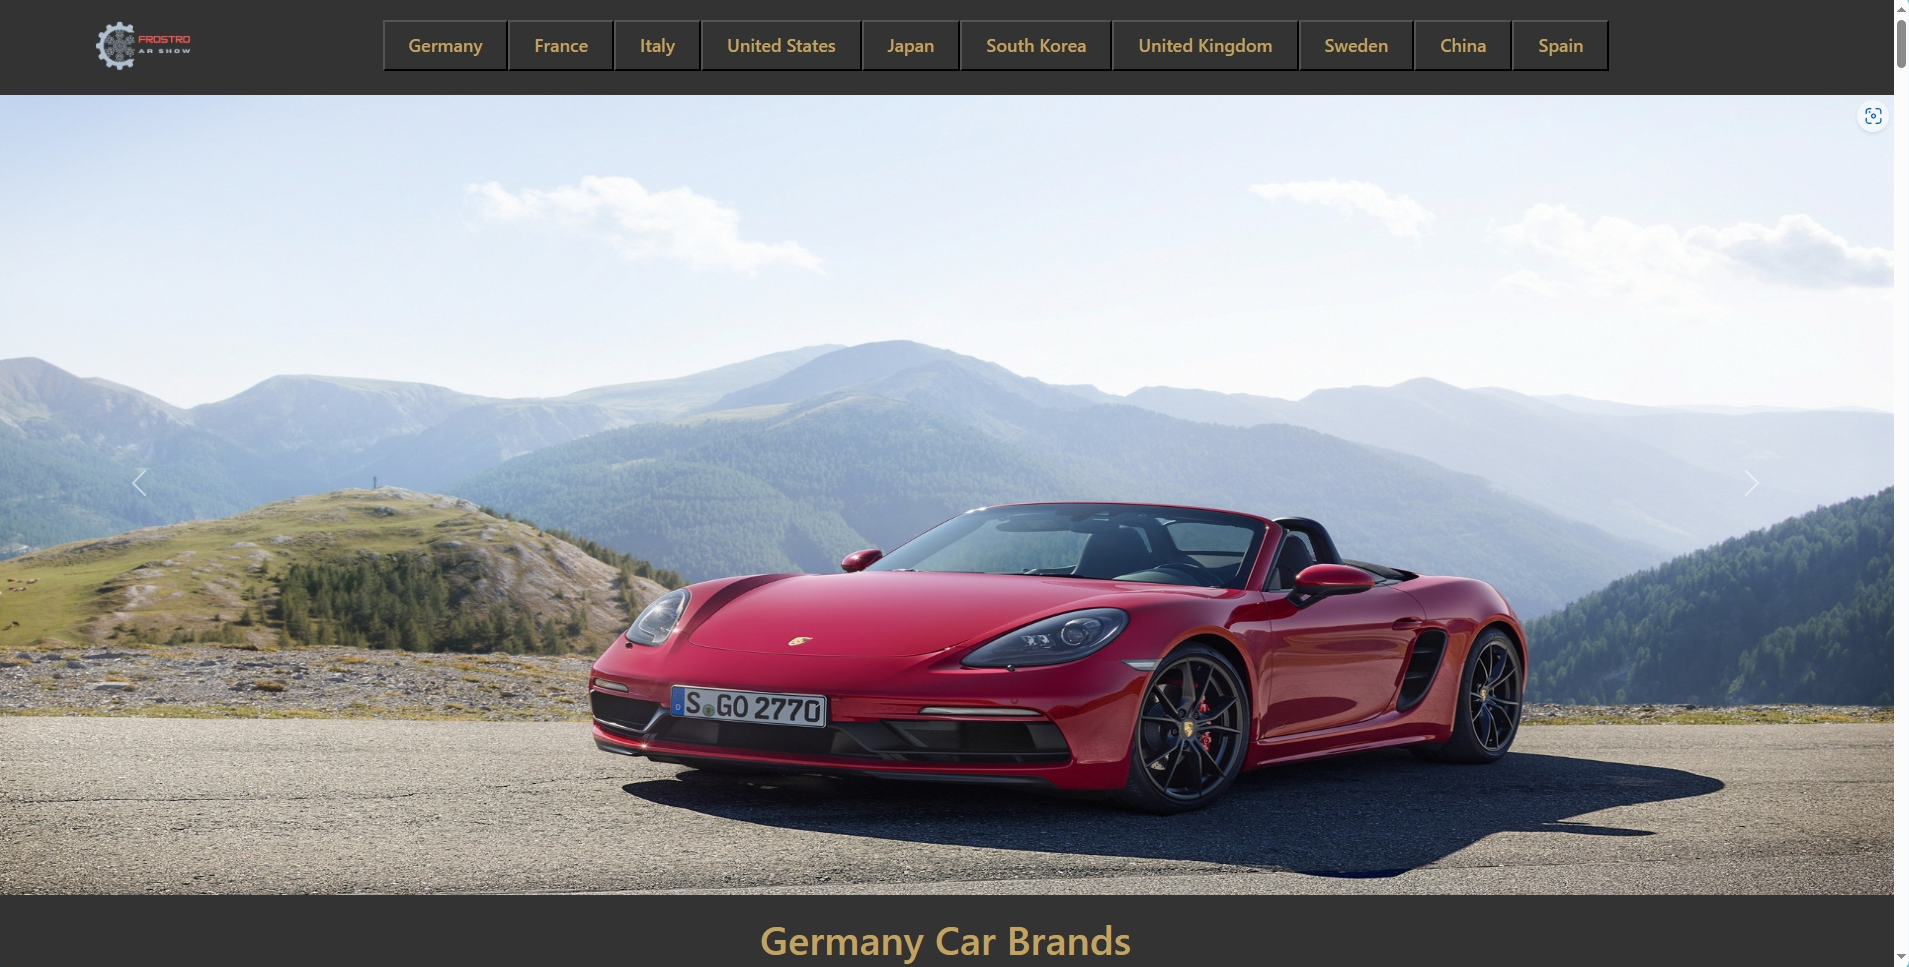 FROSTRO
AR SHOW
Germany
France
Italy
United States
Japan
South Korea
United Kingdom
Sweden
China
Spain
D S GO 2770
Germany Car Brands